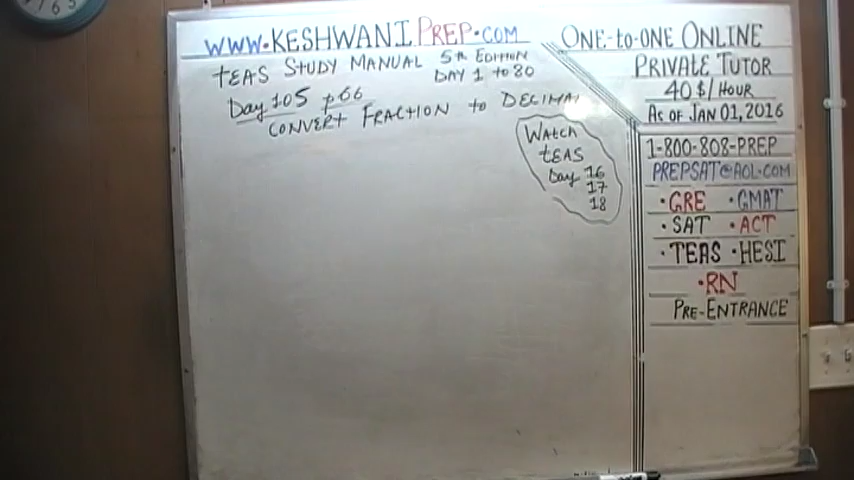 WWW.KESHWANIPREP.COM
TEAS STUDY MANUAL 5th EDITION
DAY 1 to 80
Day 105 p66
CONVERT FRACTION to DECIMAL
WATCH
TEAS
Day 16
17
18
ONE-to-ONE ONLINE
PRIVATE TUTOR
40$/HOUR
AS OF JAN 01, 2016
1-800-808-PREP
PREPSAT@AOL.COM
•GRE •GMAT
•SAT •ACT
•TEAS •HESI
•RN
PRE-ENTRANCE